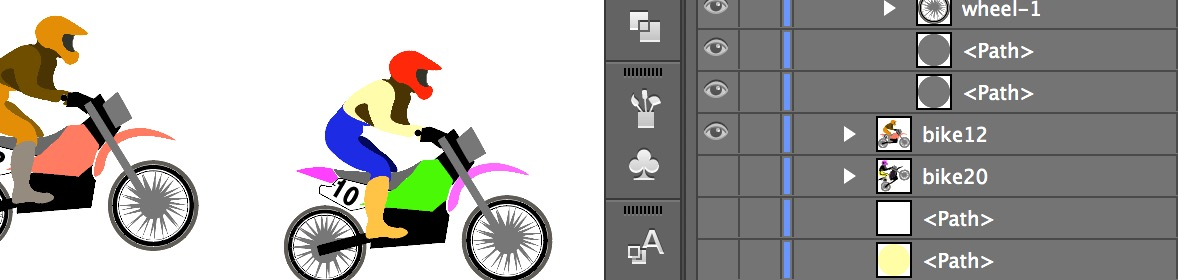 10
wheel-1
<Path>
<Path>
bike12
bike20
<Path>
<Path>